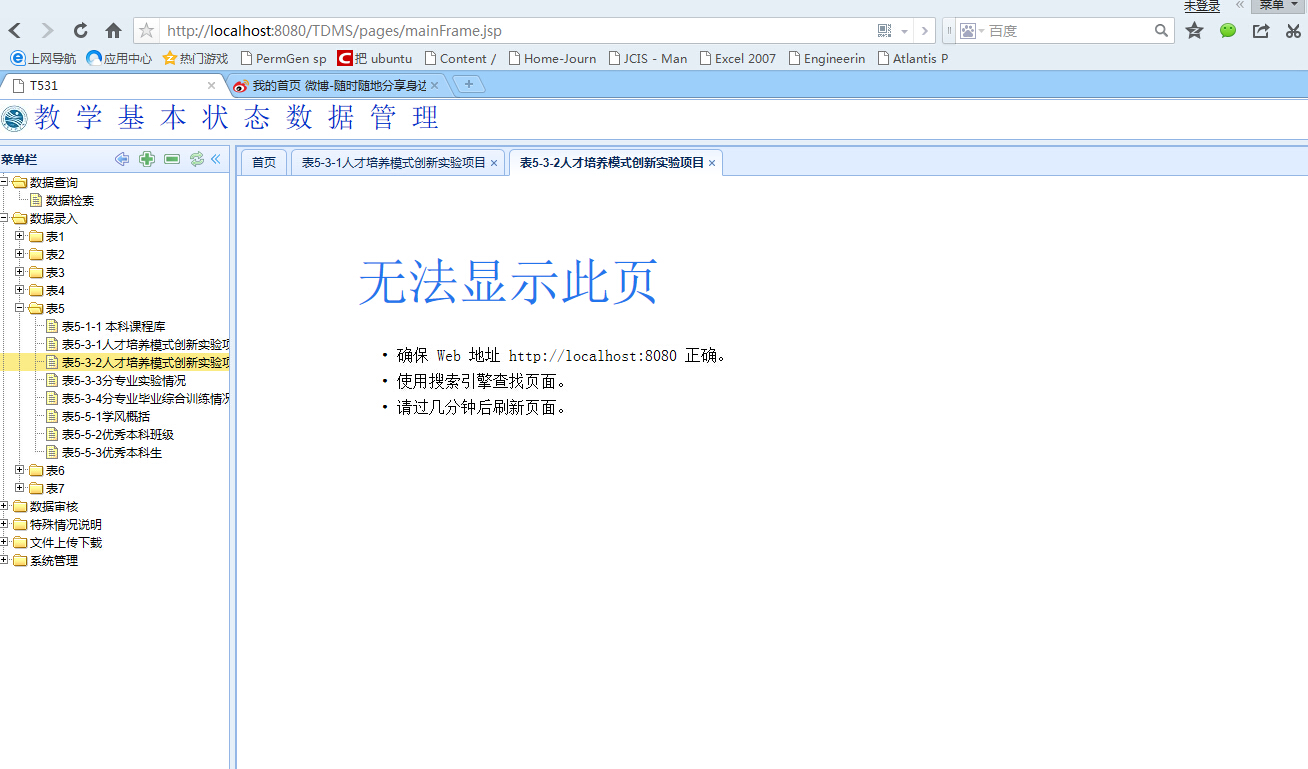 未登录 « 菜单
http://localhost:8080/TDMS/pages/mainFrame.jsp
百度
上网导航 应用中心 热门游戏 PermGen sp 把 ubuntu Content / Home-Journ JCIS - Man Excel 2007 Engineerin Atlantis P
T531 × 我的首页 微博-随时随地分享身边 ×
教学基本状态数据管理
菜单栏
首页 表5-3-1人才培养模式创新实验项目 × 表5-3-2人才培养模式创新实验项目 ×
数据查询
数据检索
数据录入
表1
表2
表3
表4
表5
表5-1-1 本科课程库
表5-3-1人才培养模式创新实验项
表5-3-2人才培养模式创新实验项
表5-3-3分专业实验情况
表5-3-4分专业毕业综合训练情况
表5-5-1学风概括
表5-5-2优秀本科班级
表5-5-3优秀本科生
表6
表7
数据审核
特殊情况说明
文件上传下载
系统管理
无法显示此页
• 确保 Web 地址 http://localhost:8080 正确。
• 使用搜索引擎查找页面。
• 请过几分钟后刷新页面。